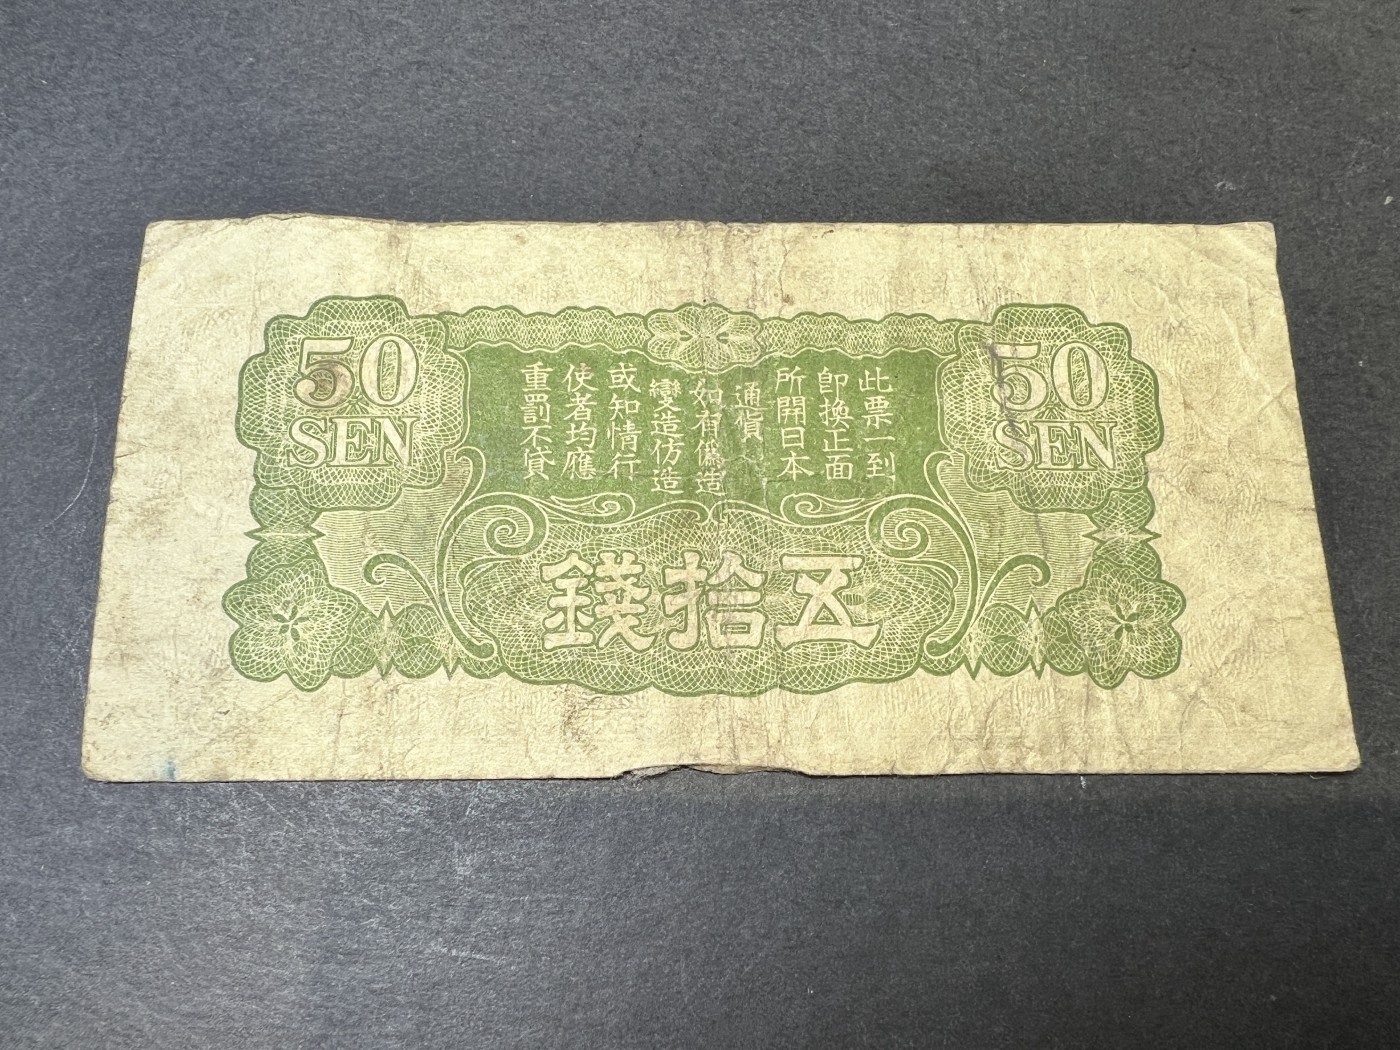 50
SEN
50
SEN
此票一到
即換正面
所開日本
通貨
如有僞造
變造仿造
或知情行
使者均應
重罰不貸
五拾錢